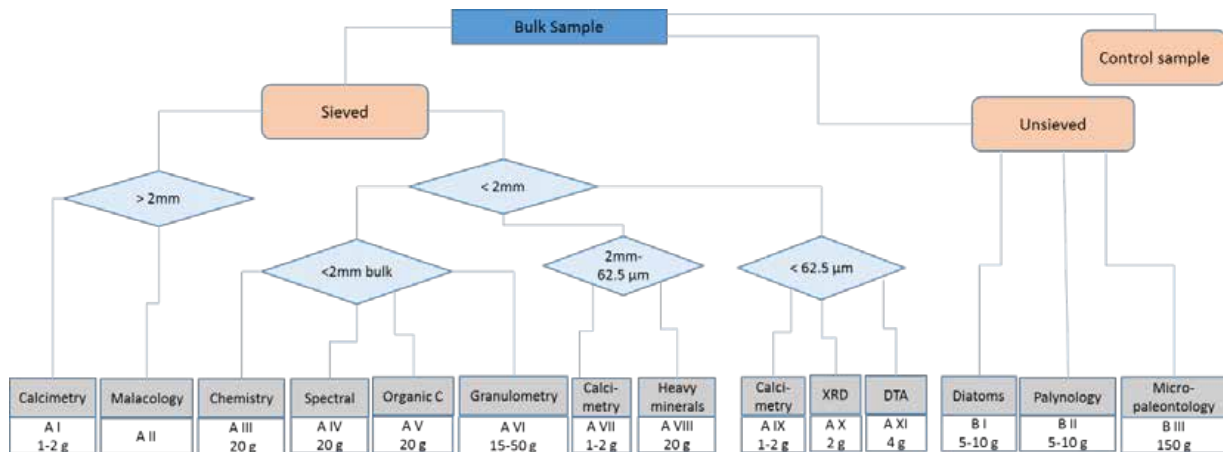 Bulk Sample
Control sample
Sieved
Unsieved
> 2mm
< 2mm
<2mm bulk
2mm-
62.5 µm
< 62.5 µm
Calcimetry
A I
1-2 g
Malacology
A II
Chemistry
A III
20 g
Spectral
A IV
20 g
Organic C
A V
20 g
Granulometry
A VI
15-50 g
Calci-
metry
A VII
1-2 g
Heavy
minerals
A VIII
20 g
Calci-
metry
A IX
1-2 g
XRD
A X
2 g
DTA
A XI
4 g
Diatoms
B I
5-10 g
Palynology
B II
5-10 g
Micro-
paleontology
B III
150 g